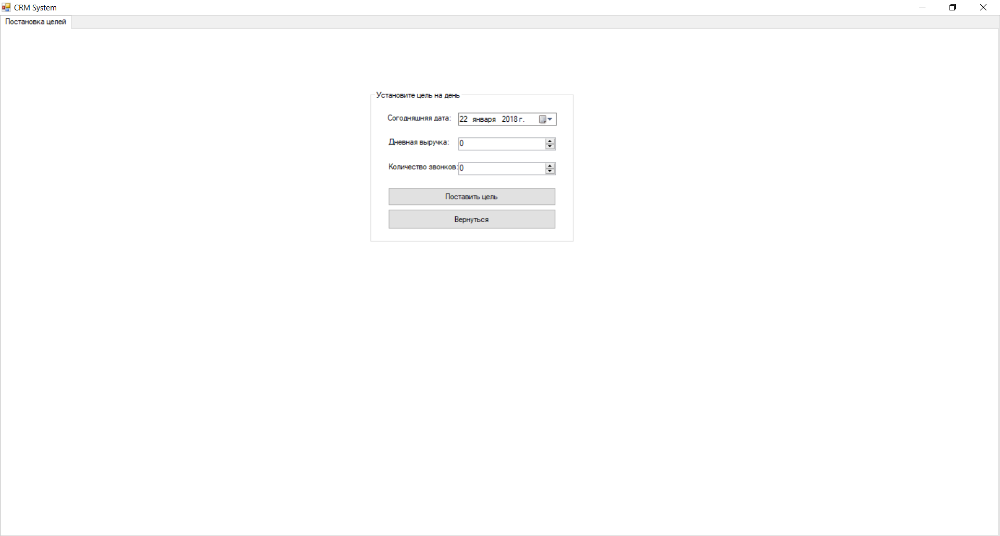 CRM System
Постановка целей
Установите цель на день
Согодняшняя дата: 22 января 2018 г.
Дневная выручка: 0
Количество звонков: 0
Поставить цель
Вернуться